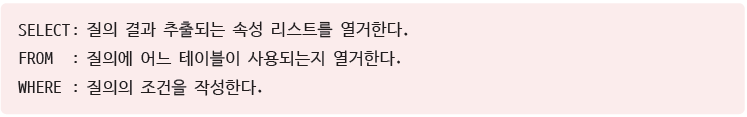 SELECT: 질의 결과 추출되는 속성 리스트를 열거한다.
FROM  : 질의에 어느 테이블이 사용되는지 열거한다.
WHERE : 질의의 조건을 작성한다.